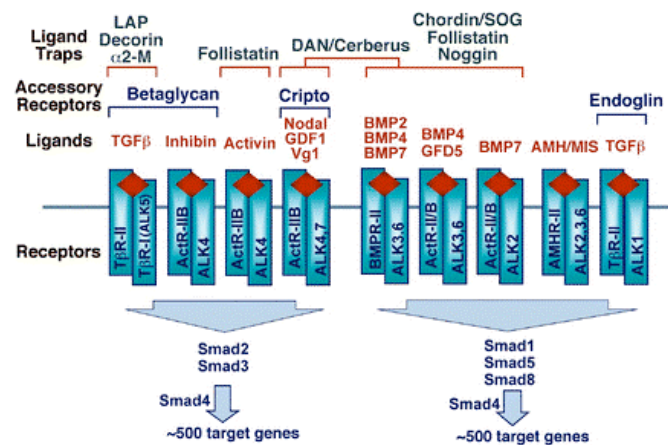 Ligand
Traps
LAP
Decorin
α2-M
Follistatin
DAN/Cerberus
Chordin/SOG
Follistatin
Noggin
Accessory
Receptors
Betaglycan
Cripto
Endoglin
Ligands
TGFβ
Inhibin
Activin
Nodal
GDF1
Vg1
BMP2
BMP4
BMP7
BMP4
GFD5
BMP7
AMH/MIS
TGFβ
Receptors
TβR-II
TβR-I(ALK5)
ActR-IIB
ALK4
ActR-IIB
ALK4
ActR-IIB
ALK4,7
BMPR-II
ALK3,6
ActR-II/B
ALK3,6
ActR-II/B
ALK2
AMHR-II
ALK2,3,6
TβR-II
ALK1
Smad2
Smad3
Smad4
~500 target genes
Smad1
Smad5
Smad8
Smad4
~500 target genes